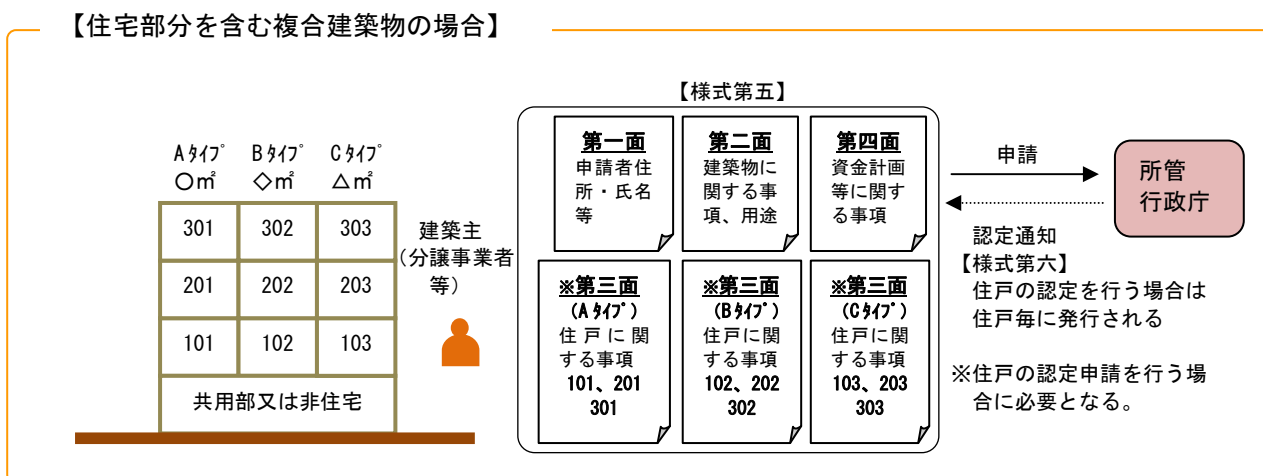 【住宅部分を含む複合建築物の場合】
【様式第五】
Aﾀｲﾌﾟ
Bﾀｲﾌﾟ
Cﾀｲﾌﾟ
○㎡
◇㎡
△㎡
301
302
303
201
202
203
101
102
103
共用部又は非住宅
建築主
(分譲事業者
等）
第一面
申請者住
所・氏名
等
第二面
建築物に
関する事
項、用途
第四面
資金計画
等に関す
る事項
※第三面
(Aﾀｲﾌﾟ)
住戸に関
する事項
101、201
301
※第三面
(Bﾀｲﾌﾟ)
住戸に関
する事項
102、202
302
※第三面
(Cﾀｲﾌﾟ)
住戸に関
する事項
103、203
303
申請
所管
行政庁
認定通知
【様式第六】
住戸の認定を行う場合は
住戸毎に発行される
※住戸の認定申請を行う場
合に必要となる。